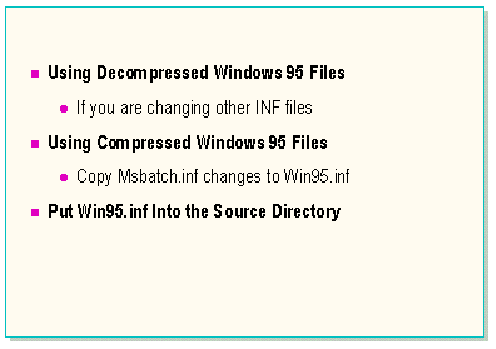 Using Decompressed Windows 95 Files
If you are changing other INF files
Using Compressed Windows 95 Files
Copy Msbatch.inf changes to Win95.inf
Put Win95.inf Into the Source Directory